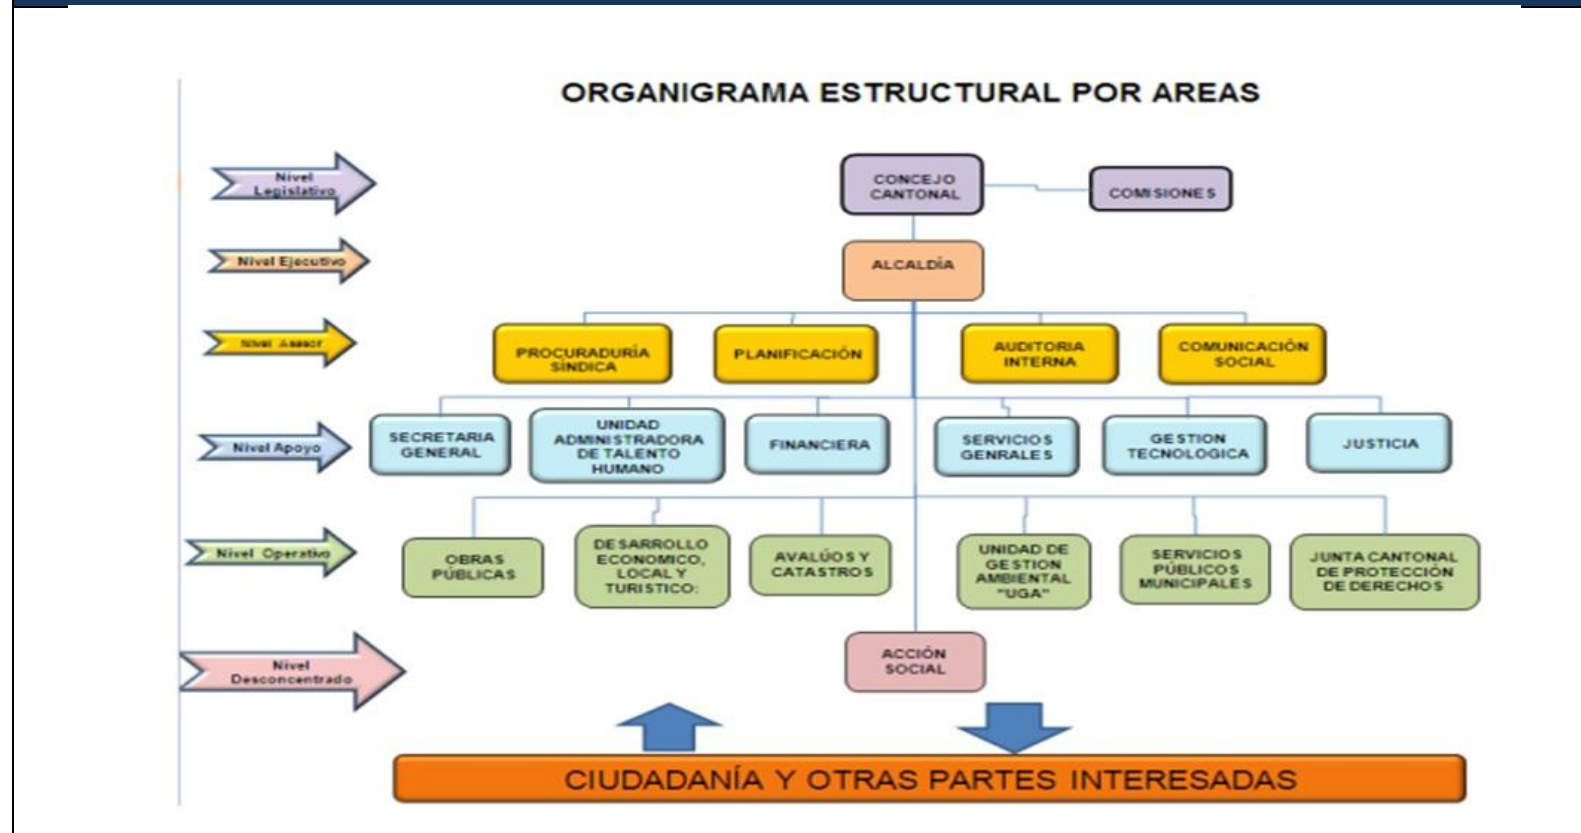 ORGANIGRAMA ESTRUCTURAL POR AREAS
Nivel
Legislativo
CONCEJO
CANTONAL
COMISIONES
Nivel Ejecutivo
ALCALDÍA
Nivel Asesor
PROCURADURÍA
SÍNDICA
PLANIFICACIÓN
AUDITORIA
INTERNA
COMUNICACIÓN
SOCIAL
Nivel Apoyo
SECRETARIA
GENERAL
UNIDAD
ADMINISTRADORA
DE TALENTO
HUMANO
FINANCIERA
SERVICIOS
GENRALES
GESTION
TECNOLOGICA
JUSTICIA
Nivel Operativo
OBRAS
PÚBLICAS
DESARROLLO
ECONOMICO,
LOCAL Y
TURISTICO:
AVALÚOS Y
CATASTROS
UNIDAD DE
GESTION
AMBIENTAL
"UGA"
SERVICIOS
PÚBLICOS
MUNICIPALES
JUNTA CANTONAL
DE PROTECCIÓN
DE DERECHOS
Nivel
Desconcentrado
ACCIÓN
SOCIAL
CIUDADANÍA Y OTRAS PARTES INTERESADAS